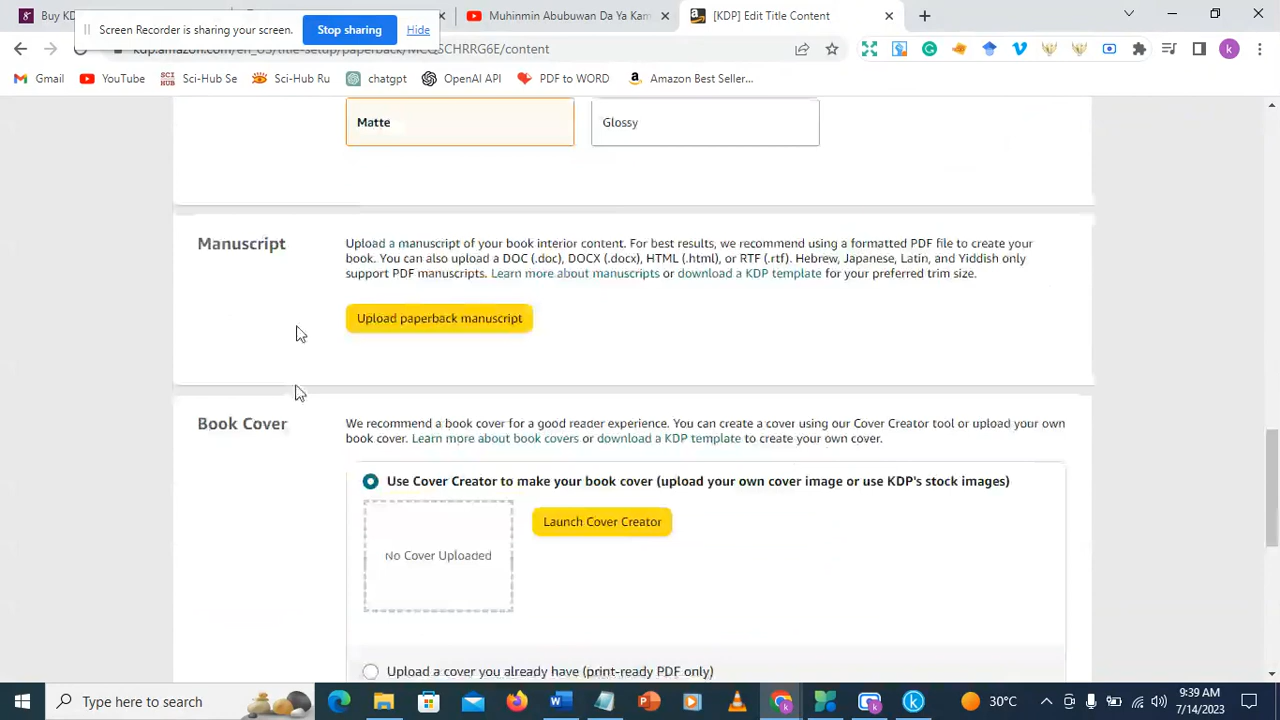 Buy KD
Muhinmin Abubuwan Da Ya Kam
[KDP] Edit Title Content
Screen Recorder is sharing your screen.
Stop sharing
Hide
/content
Gmail
YouTube
SCI HUB
Sci-Hub Se
Sci-Hub Ru
chatgpt
OpenAI API
PDF to WORD
Amazon Best Seller...
k
Matte
Glossy
Manuscript
Upload a manuscript of your book interior content. For best results, we recommend using a formatted PDF file to create your
book. You can also upload a DOC (.doc), DOCX (.docx), HTML (.html), or RTF (.rtf). Hebrew, Japanese, Latin, and Yiddish only
support PDF manuscripts. Learn more about manuscripts or download a KDP template for your preferred trim size.
Upload paperback manuscript
Book Cover
We recommend a book cover for a good reader experience. You can create a cover using our Cover Creator tool or upload your own
book cover. Learn more about book covers or download a KDP template to create your own cover.
Use Cover Creator to make your book cover (upload your own cover image or use KDP's stock images)
Launch Cover Creator
No Cover Uploaded
Upload a cover you already have (print-ready PDF only)
Type here to search
30°C
9:39 AM
7/14/2023